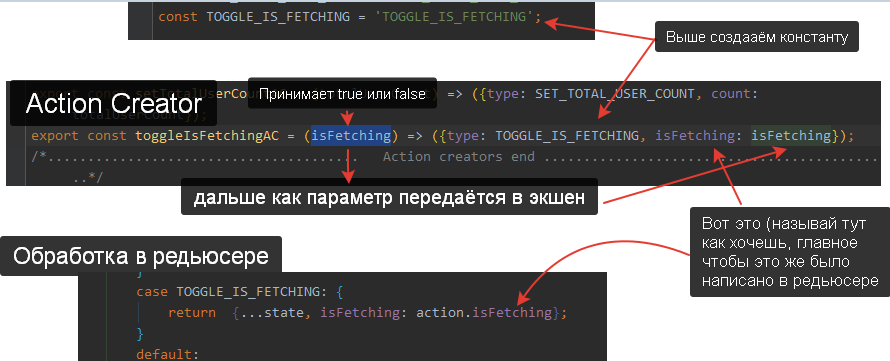 const TOGGLE_IS_FETCHING = 'TOGGLE_IS_FETCHING';
Выше создааём константу
Action Creator
Принимает true или false
=> ({type: SET_TOTAL_USER_COUNT, count:
export const toggleIsFetchingAC = (isFetching) => ({type: TOGGLE_IS_FETCHING, isFetching: isFetching});
/*....................................... Action creators end ............................................
..*/
дальше как параметр передаётся в экшен
Вот это (называй тут
как хочешь, главное
чтобы это же было
написано в редьюсере
Обработка в редьюсере
}
case TOGGLE_IS_FETCHING: {
return {...state, isFetching: action.isFetching};
}
default: